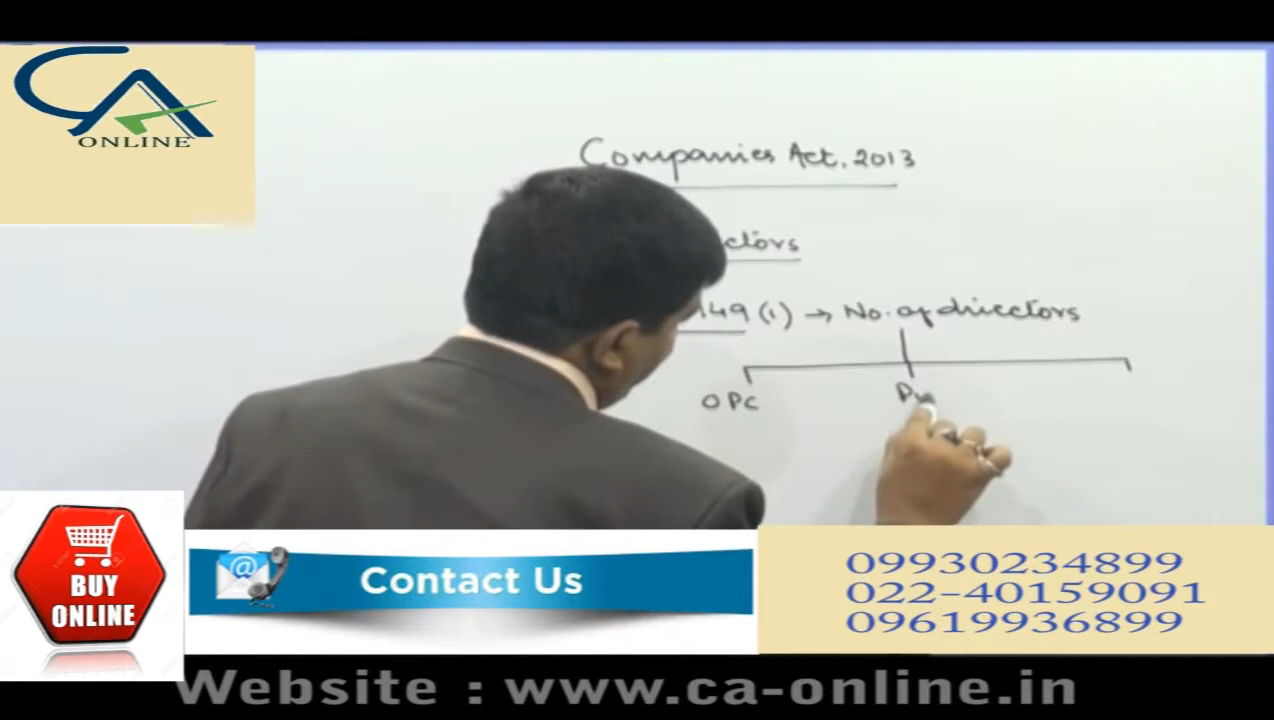 CA
ONLINE
Companies Act, 2013
ctors
149 (1) → No. of directors
OPC
BUY
ONLINE
@
Contact Us
09930234899
022-40159091
09619936899
Website : www.ca-online.in